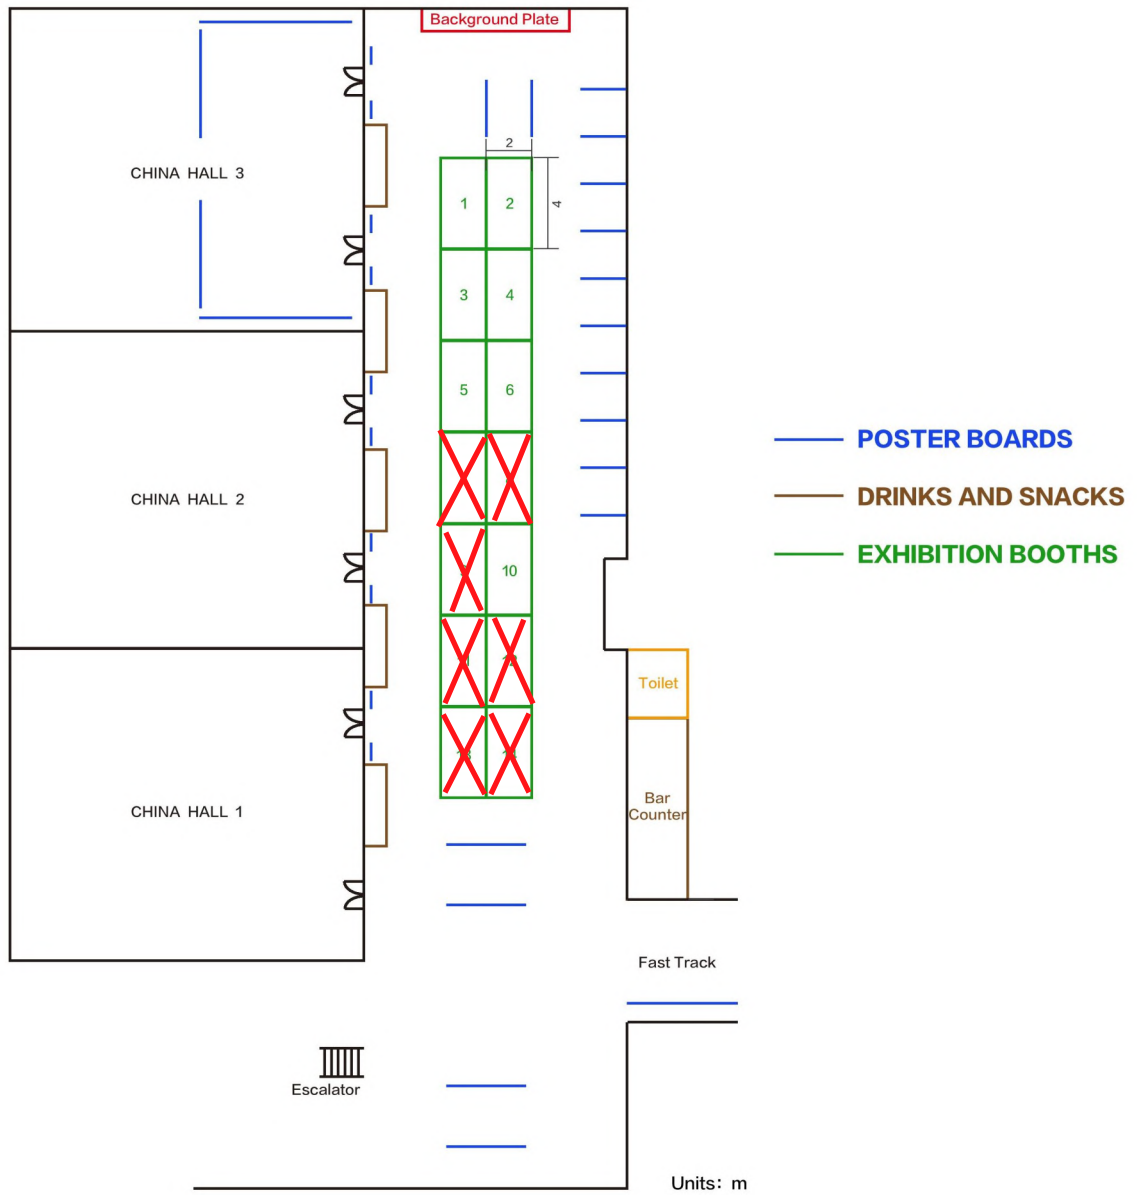 Background Plate
2
4
CHINA HALL 3
1 2
3 4
5 6
POSTER BOARDS
DRINKS AND SNACKS
EXHIBITION BOOTHS
CHINA HALL 2
10
Toilet
CHINA HALL 1
Bar
Counter
Fast Track
Escalator
Units: m